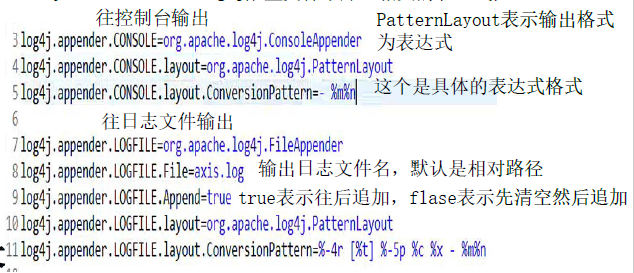 往控制台输出
PatternLayout表示输出格式
为表达式
3 log4j.appender.CONSOLE=org.apache.log4j.ConsoleAppender
4 log4j.appender.CONSOLE.layout=org.apache.log4j.PatternLayout
5 log4j.appender.CONSOLE.layout.ConversionPattern=- %m%n 这个是具体的表达式格式
6
往日志文件输出
7 log4j.appender.LOGFILE=org.apache.log4j.FileAppender
8 log4j.appender.LOGFILE.File=axis.log 输出日志文件名，默认是相对路径
9 log4j.appender.LOGFILE.Append=true true表示往后追加，flase表示先清空然后追加
10 log4j.appender.LOGFILE.layout=org.apache.log4j.PatternLayout
11 log4j.appender.LOGFILE.layout.ConversionPattern=%-4r [%t] %-5p %c %x - %m%n